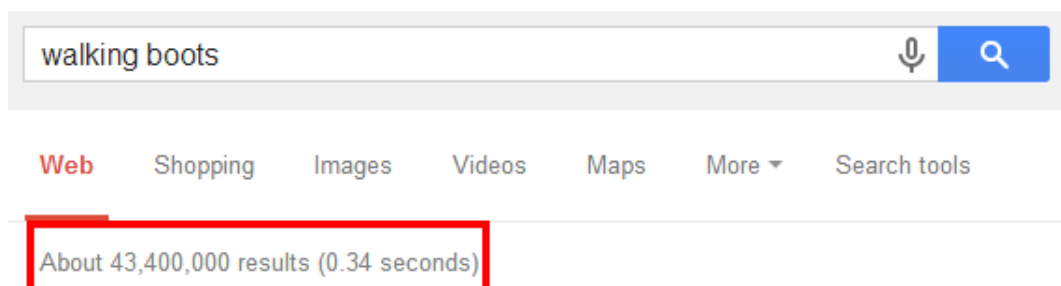 walking boots
Web Shopping Images Videos Maps More Search tools
About 43,400,000 results (0.34 seconds)